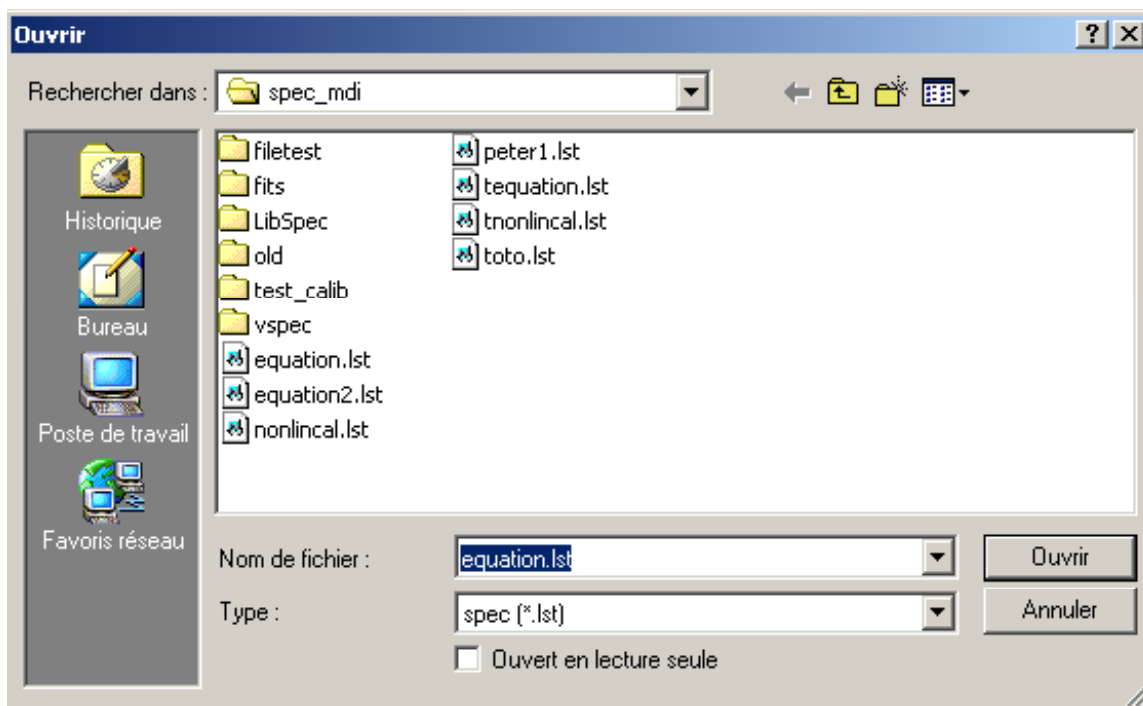 Ouvrir
Rechercher dans :
spec_mdi
Historique
Bureau
Poste de travail
Favoris réseau
filetest
fits
LibSpec
old
test_calib
vspec
equation.lst
equation2.lst
nonlincal.lst
peter1.lst
tequation.lst
tnonlincal.lst
toto.lst
Nom de fichier :
equation.lst
Ouvrir
Type :
spec (*.lst)
Annuler
Ouvert en lecture seule